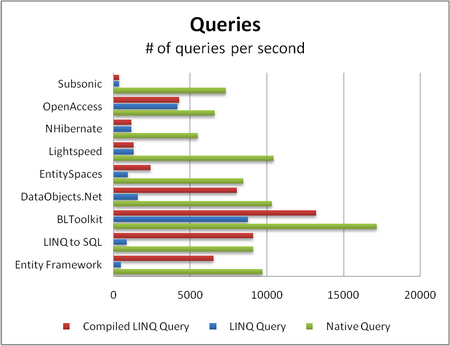 Queries
# of queries per second
Subsonic
OpenAccess
NHibernate
Lightspeed
EntitySpaces
DataObjects.Net
BLToolkit
LINQ to SQL
Entity Framework
0 5000 10000 15000 20000
Compiled LINQ Query LINQ Query Native Query